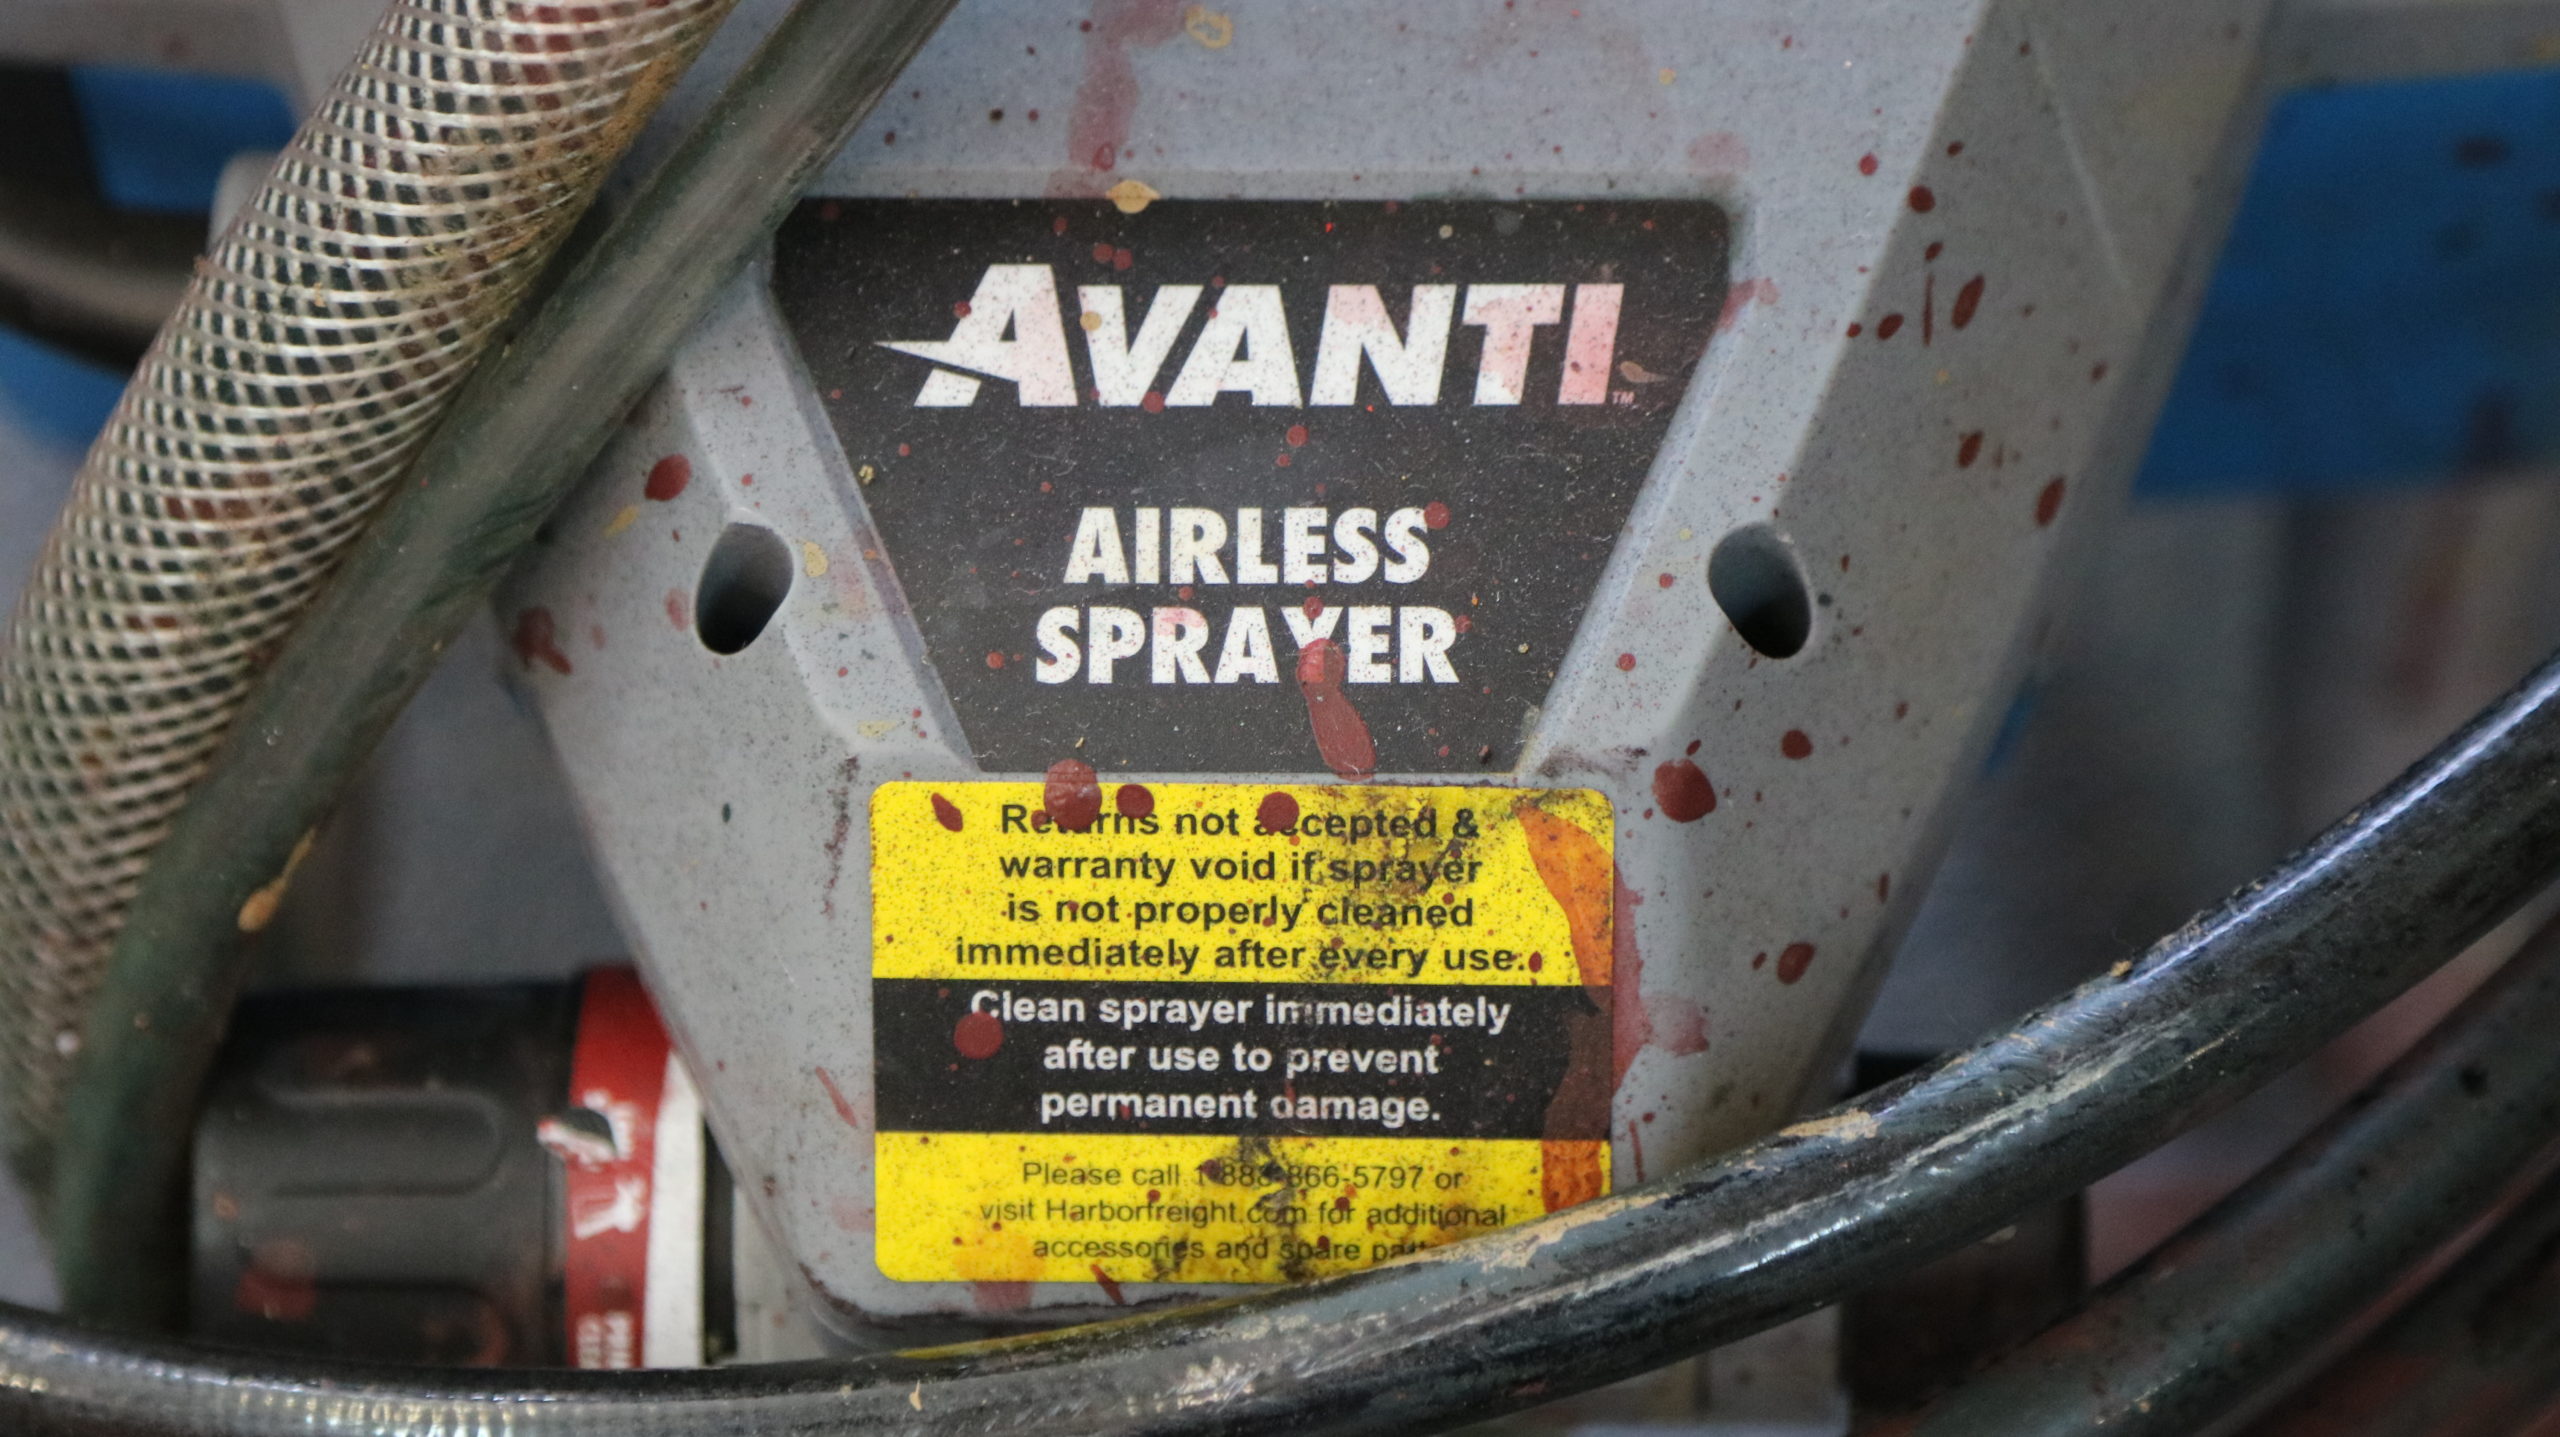 AVANTI™
AIRLESS
SPRAYER
Returns not accepted &
warranty void if sprayer
is not properly cleaned
immediately after every use.
Clean sprayer immediately
after use to prevent
permanent damage.
Please call 1-888-866-5797 or
visit Harborfreight.com for additional
accessories and spare